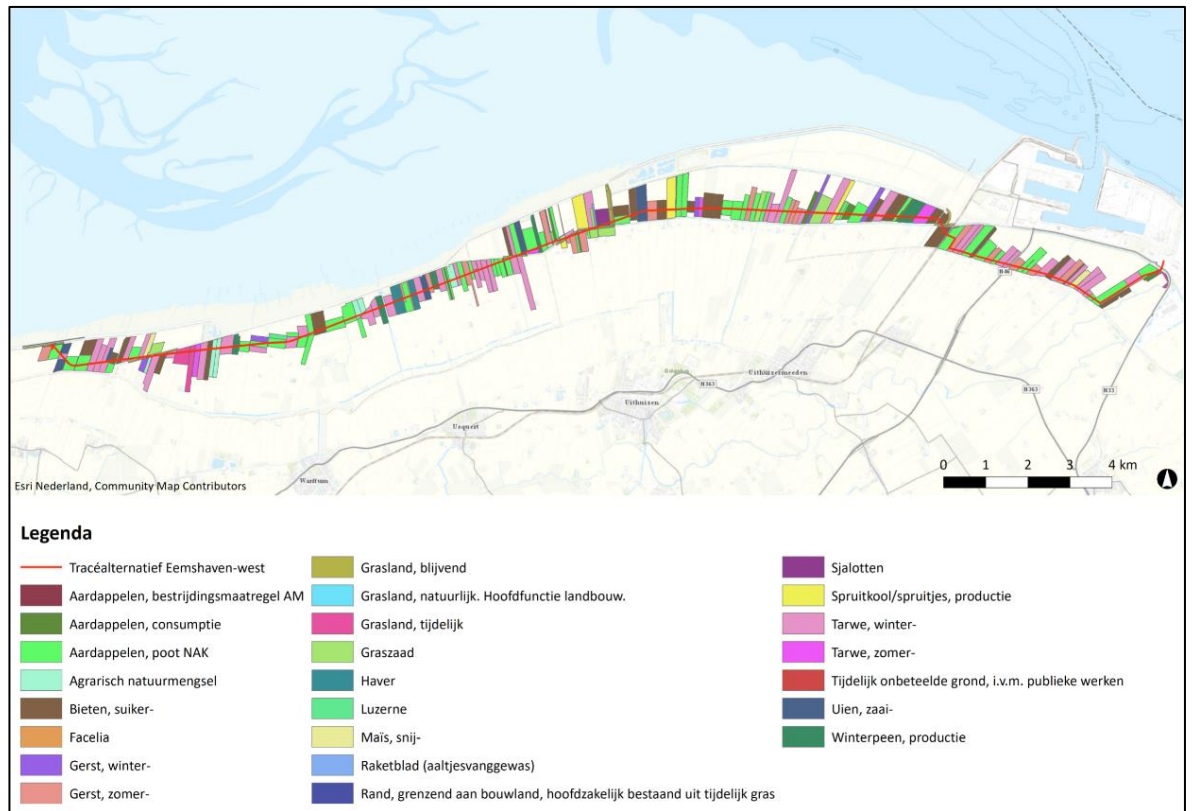 N46
Uithuizermeeden
N363
Uithuizen
N363
N33
Usquert
Warffum
0 1 2 3 4 km
Esri Nederland, Community Map Contributors
Legenda
Tracéalternatief Eemshaven-west
Aardappelen, bestrijdingsmaatregel AM
Aardappelen, consumptie
Aardappelen, poot NAK
Agrarisch natuurmengsel
Bieten, suiker-
Facelia
Gerst, winter-
Gerst, zomer-
Grasland, blijvend
Grasland, natuurlijk. Hoofdfunctie landbouw.
Grasland, tijdelijk
Graszaad
Haver
Luzerne
Maïs, snij-
Raketblad (aaltjesvanggewas)
Rand, grenzend aan bouwland, hoofdzakelijk bestaand uit tijdelijk gras
Sjalotten
Spruitkool/spruitjes, productie
Tarwe, winter-
Tarwe, zomer-
Tijdelijk onbeteelde grond, i.v.m. publieke werken
Uien, zaai-
Winterpeen, productie